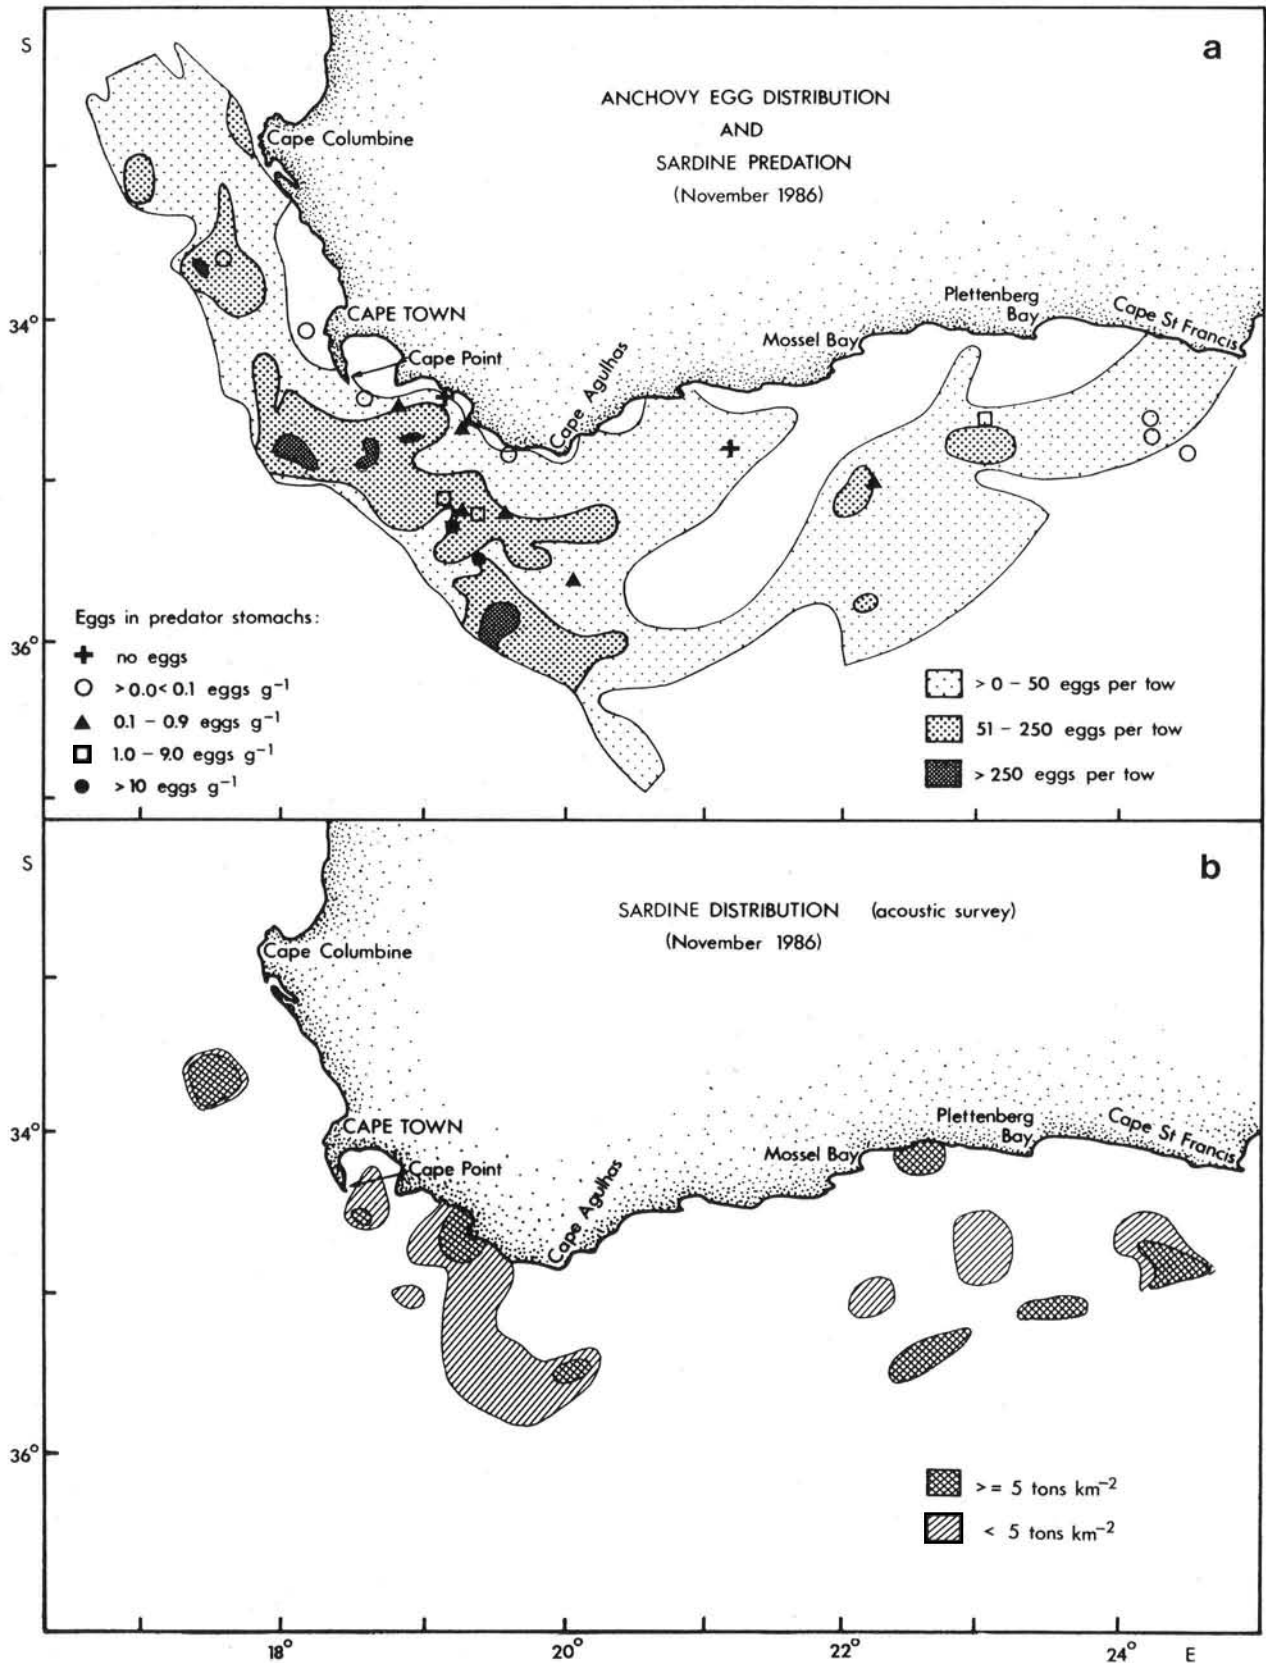 S
a
ANCHOVY EGG DISTRIBUTION
AND
SARDINE PREDATION
(November 1986)
Cape Columbine
34°
CAPE TOWN
Cape Point
Cape Agulhas
Mossel Bay
Plettenberg
Bay
Cape St Francis
36°
Eggs in predator stomachs:
no eggs
>0.0<0.1 eggs g⁻¹
0.1 – 0.9 eggs g⁻¹
1.0 – 9.0 eggs g⁻¹
>10 eggs g⁻¹
> 0 – 50 eggs per tow
51 – 250 eggs per tow
> 250 eggs per tow
S
b
SARDINE DISTRIBUTION (acoustic survey)
(November 1986)
Cape Columbine
34°
CAPE TOWN
Cape Point
Cape Agulhas
Mossel Bay
Plettenberg
Bay
Cape St Francis
36°
>= 5 tons km⁻²
< 5 tons km⁻²
18° 20° 22° 24° E